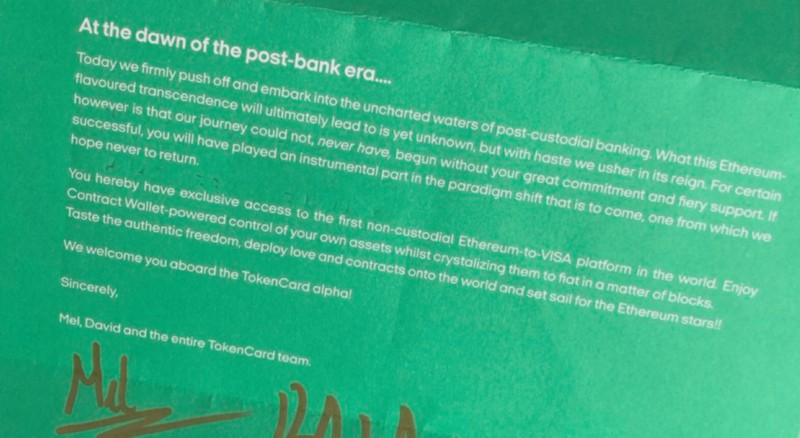 At the dawn of the post-bank era....
Today we firmly push off and embark into the uncharted waters of post-custodial banking. What this Ethereum-
flavoured transcendence will ultimately lead to is yet unknown, but with haste we usher in its reign. For certain
however is that our journey could not, never have, begun without your great commitment and fiery support. If
successful, you will have played an instrumental part in the paradigm shift that is to come, one from which we
hope never to return.
You hereby have exclusive access to the first non-custodial Ethereum-to-VISA platform in the world. Enjoy
Contract Wallet-powered control of your own assets whilst crystalizing them to fiat in a matter of blocks.
Taste the authentic freedom, deploy love and contracts onto the world and set sail for the Ethereum stars!!
We welcome you aboard the TokenCard alpha!
Sincerely,
Mel, David and the entire TokenCard team.
Mel